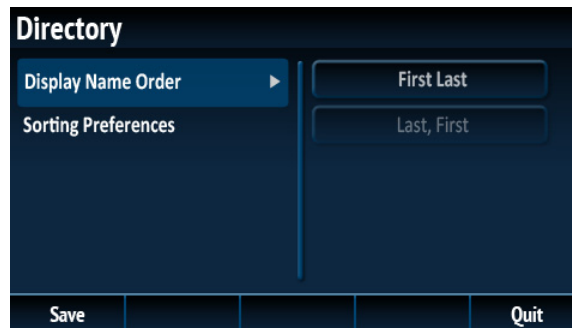 Directory
Display Name Order
First Last
Sorting Preferences
Last, First
Save
Quit